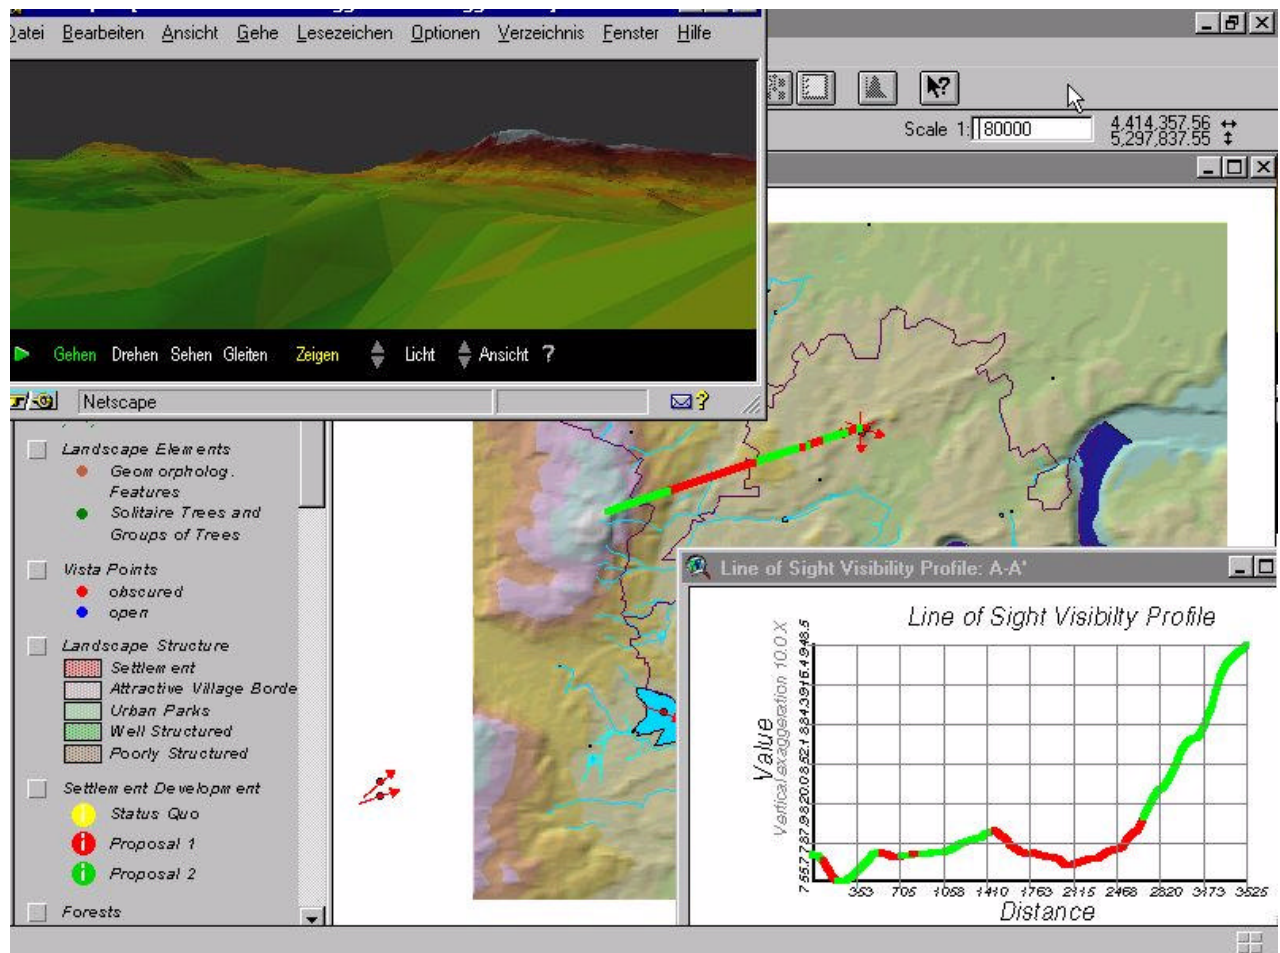 Datei Bearbeiten Ansicht Gehe Lesezeichen Optionen Verzeichnis Fenster Hilfe
Scale 1: 80000
4,414,357.56
5,297,837.55
Gehen Drehen Sehen Gleiten Zeigen Licht Ansicht ?
Netscape
Landscape Elements
Geomorpholog.
Features
Solitaire Trees and
Groups of Trees
Vista Points
obscured
open
Landscape Structure
Settlement
Attractive Village Borde
Urban Parks
Well Structured
Poorly Structured
Settlement Development
Status Quo
Proposal 1
Proposal 2
Forests
Line of Sight Visibility Profile: A-A'
Line of Sight Visibilty Profile
Value
Vertical exaggeration 10.0 X
353 705 1058 1410 1763 2115 2468 2820 3173 3525
Distance